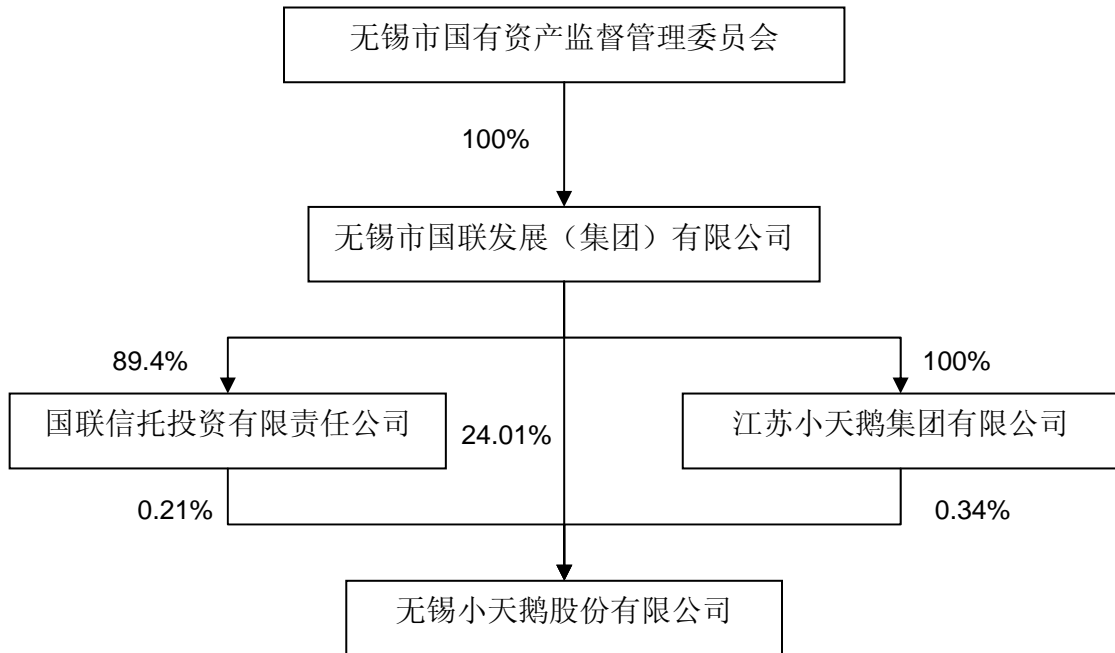 无锡市国有资产监督管理委员会
100%
无锡市国联发展（集团）有限公司
89.4%
100%
国联信托投资有限责任公司
24.01%
江苏小天鹅集团有限公司
0.21%
0.34%
无锡小天鹅股份有限公司